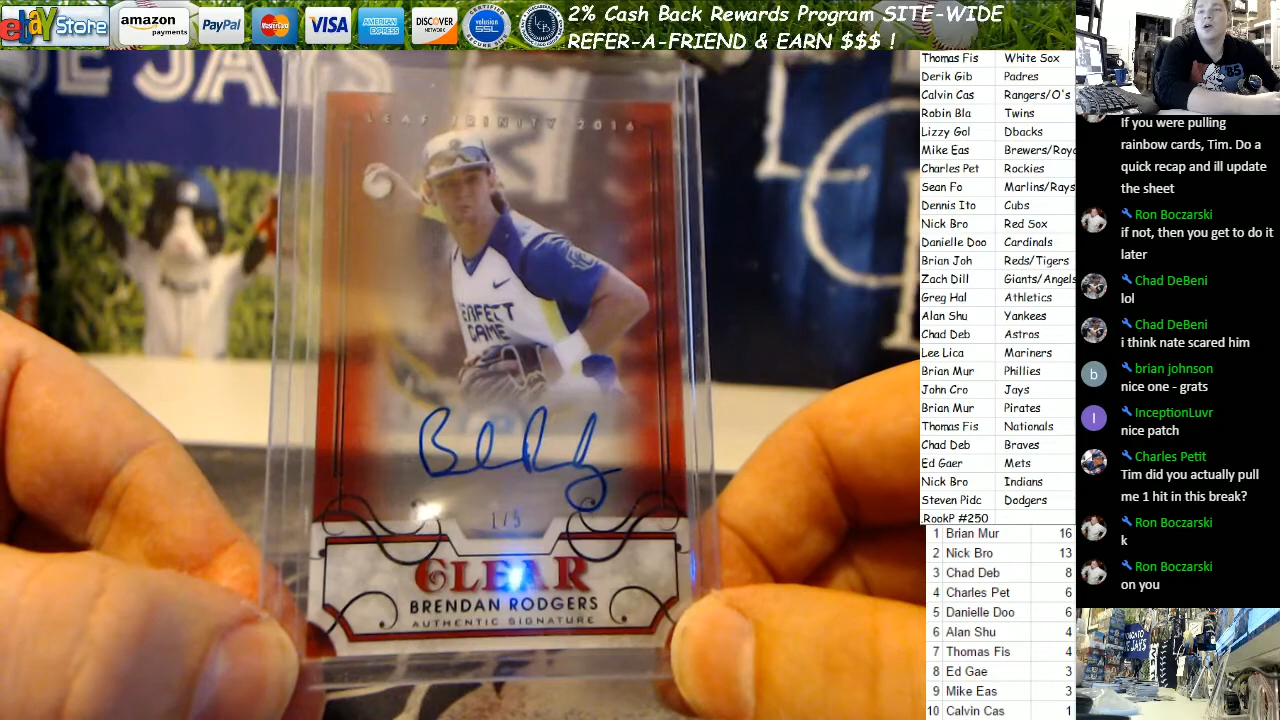 ebay Store
amazon
payments
PayPal
MasterCard
VISA
AMERICAN
EXPRESS
DISCOVER
NETWORK
volusion
SSL
2% Cash Back Rewards Program SITE-WIDE
REFER-A-FRIEND & EARN $$$ !
E JA
LEAF TRINITY 2016
PERFECT
GAME
1/5
CLEAR
BRENDAN RODGERS
AUTHENTIC SIGNATURE
Thomas Fis White Sox
Derik Gib Padres
Calvin Cas Rangers/O's
Robin Bla Twins
Lizzy Gol Dbacks
Mike Eas Brewers/Roya
Charles Pet Rockies
Sean Fo Marlins/Rays
Dennis Ito Cubs
Nick Bro Red Sox
Danielle Doo Cardinals
Brian Joh Reds/Tigers
Zach Dill Giants/Angels
Greg Hal Athletics
Alan Shu Yankees
Chad Deb Astros
Lee Lica Mariners
Brian Mur Phillies
John Cro Jays
Brian Mur Pirates
Thomas Fis Nationals
Chad Deb Braves
Ed Gaer Mets
Nick Bro Indians
Steven Pidc Dodgers
.RookP #250
1 Brian Mur 16
2 Nick Bro 13
3 Chad Deb 8
4 Charles Pet 6
5 Danielle Doo 6
6 Alan Shu 4
7 Thomas Fis 4
8 Ed Gae 3
9 Mike Eas 3
10 Calvin Cas 1
85
If you were pulling
rainbow cards, Tim. Do a
quick recap and ill update
the sheet
Ron Boczarski
if not, then you get to do it
later
Chad DeBeni
lol
Chad DeBeni
i think nate scared him
b
brian johnson
nice one - grats
I
InceptionLuvr
nice patch
Charles Petit
Tim did you actually pull
me 1 hit in this break?
Ron Boczarski
k
Ron Boczarski
on you